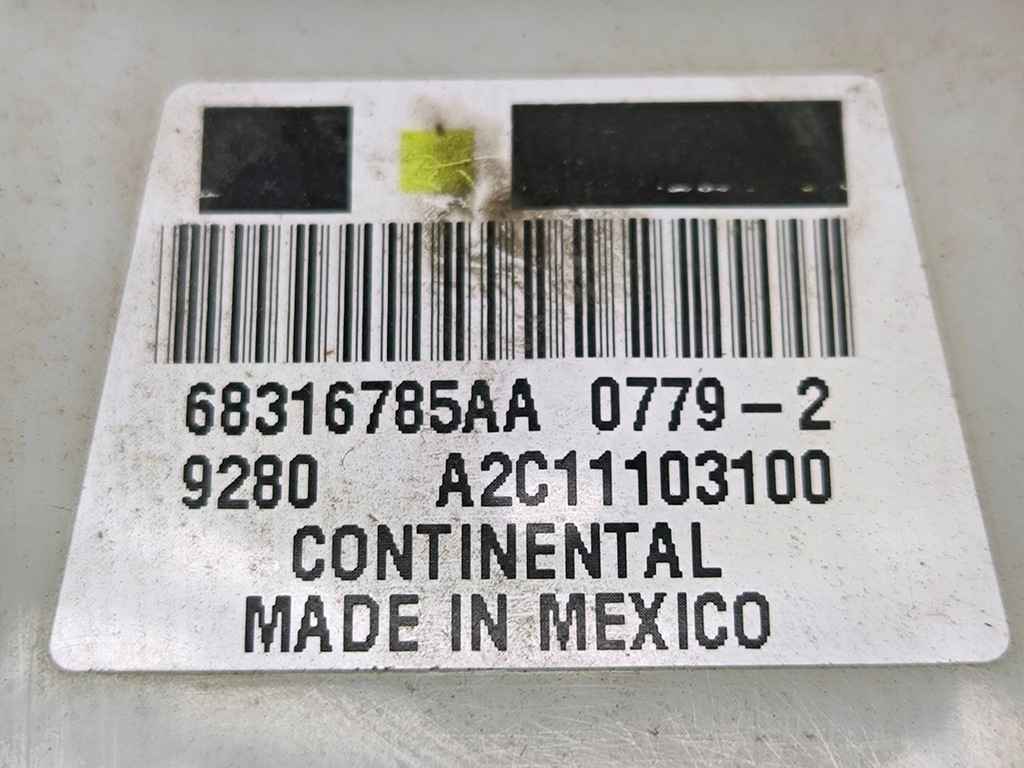 68316785AA 0779-2
9280 A2C11103100
CONTINENTAL
MADE IN MEXICO